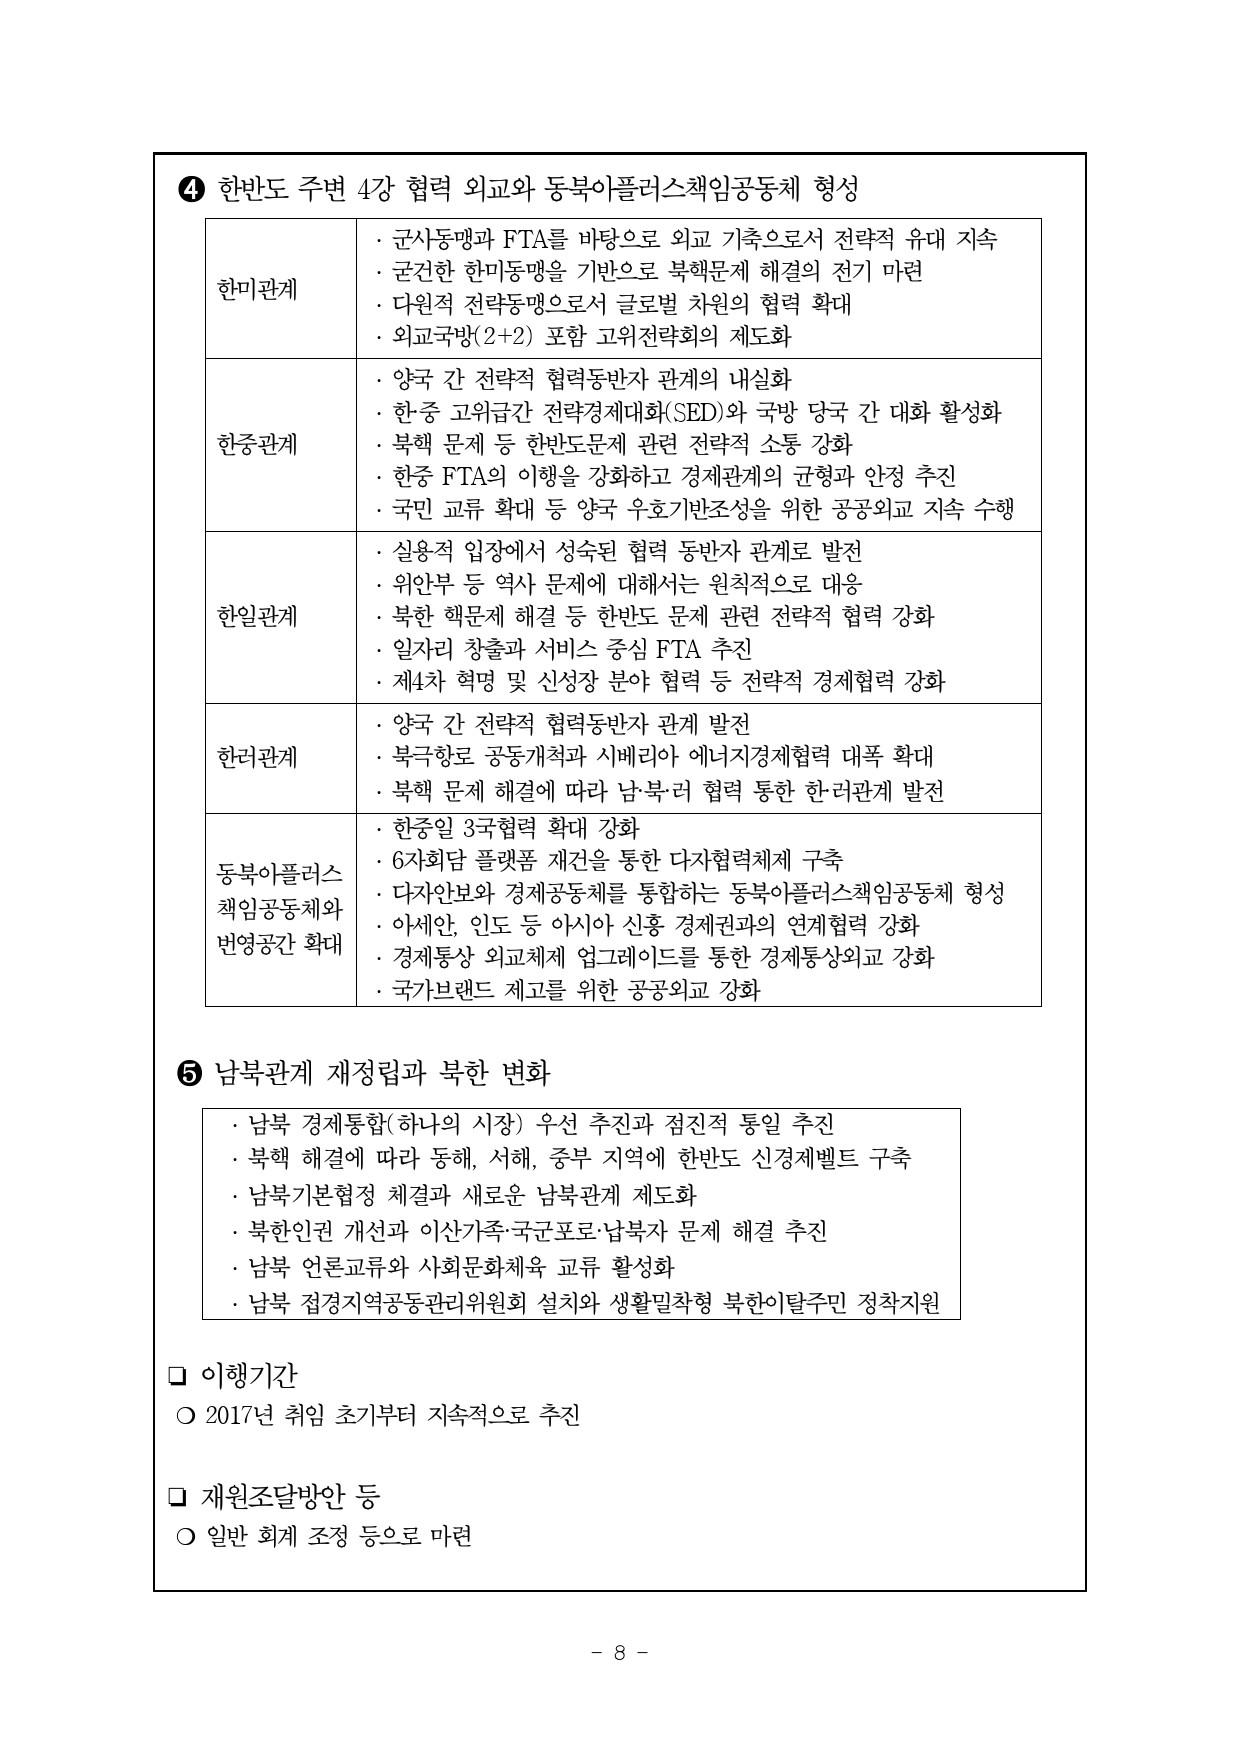 ❹ 한반도 주변 4강 협력 외교와 동북아플러스책임공동체 형성
한미관계
· 군사동맹과 FTA를 바탕으로 외교 기축으로서 전략적 유대 지속
· 굳건한 한미동맹을 기반으로 북핵문제 해결의 전기 마련
· 다원적 전략동맹으로서 글로벌 차원의 협력 확대
· 외교국방(2+2) 포함 고위전략회의 제도화
한중관계
· 양국 간 전략적 협력동반자 관계의 내실화
· 한·중 고위급간 전략경제대화(SED)와 국방 당국 간 대화 활성화
· 북핵 문제 등 한반도문제 관련 전략적 소통 강화
· 한중 FTA의 이행을 강화하고 경제관계의 균형과 안정 추진
· 국민 교류 확대 등 양국 우호기반조성을 위한 공공외교 지속 수행
한일관계
· 실용적 입장에서 성숙된 협력 동반자 관계로 발전
· 위안부 등 역사 문제에 대해서는 원칙적으로 대응
· 북한 핵문제 해결 등 한반도 문제 관련 전략적 협력 강화
· 일자리 창출과 서비스 중심 FTA 추진
· 제4차 혁명 및 신성장 분야 협력 등 전략적 경제협력 강화
한러관계
· 양국 간 전략적 협력동반자 관계 발전
· 북극항로 공동개척과 시베리아 에너지경제협력 대폭 확대
· 북핵 문제 해결에 따라 남·북·러 협력 통한 한·러관계 발전
동북아플러스
책임공동체와
번영공간 확대
· 한중일 3국협력 확대 강화
· 6자회담 플랫폼 재건을 통한 다자협력체제 구축
· 다자안보와 경제공동체를 통합하는 동북아플러스책임공동체 형성
· 아세안, 인도 등 아시아 신흥 경제권과의 연계협력 강화
· 경제통상 외교체제 업그레이드를 통한 경제통상외교 강화
· 국가브랜드 제고를 위한 공공외교 강화
❺ 남북관계 재정립과 북한 변화
· 남북 경제통합(하나의 시장) 우선 추진과 점진적 통일 추진
· 북핵 해결에 따라 동해, 서해, 중부 지역에 한반도 신경제벨트 구축
· 남북기본협정 체결과 새로운 남북관계 제도화
· 북한인권 개선과 이산가족·국군포로·납북자 문제 해결 추진
· 남북 언론교류와 사회문화체육 교류 활성화
· 남북 접경지역공동관리위원회 설치와 생활밀착형 북한이탈주민 정착지원
❏ 이행기간
❍ 2017년 취임 초기부터 지속적으로 추진
❏ 재원조달방안 등
❍ 일반 회계 조정 등으로 마련
- 8 -